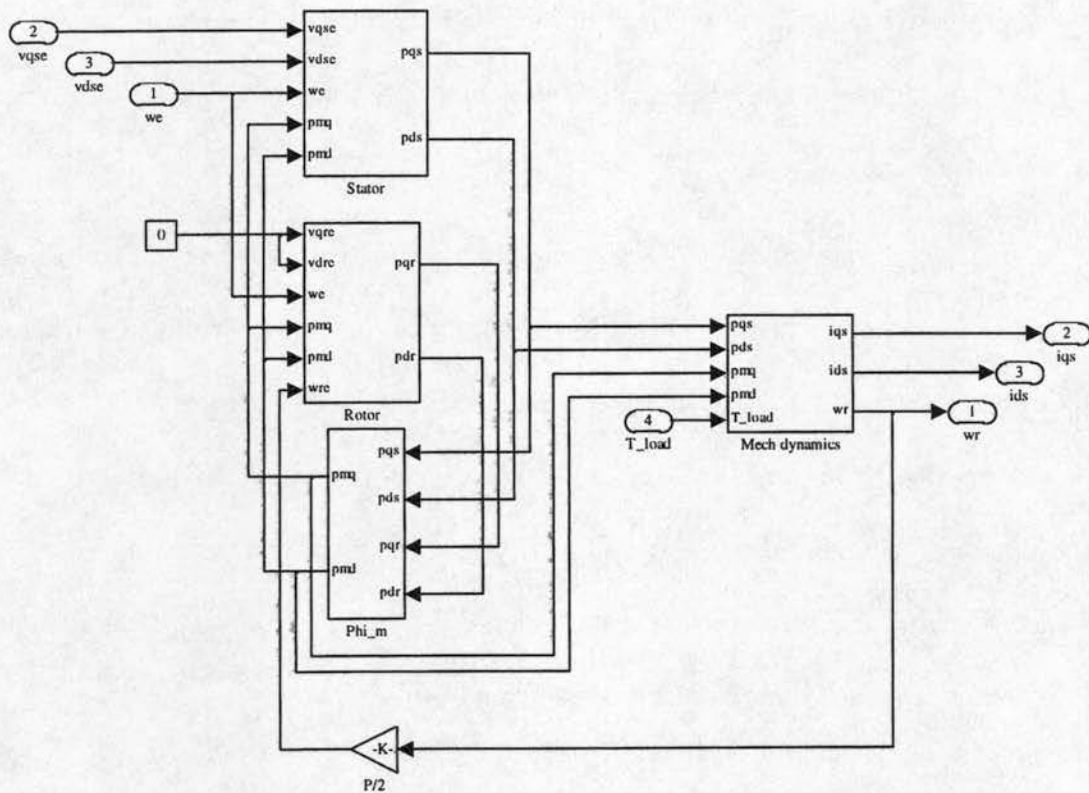 2
vqse
3
vdse
1
we
vqse
vdse
we
pmq
pmd
pqs
pds
Stator
0
vqre
vdre
we
pmq
pmd
wre
pqr
pdr
Rotor
pmq
pmd
pqs
pds
pqr
pdr
Phi_m
4
T_load
pqs
pds
pmq
pmd
T_load
iqs
ids
wr
Mech dynamics
2
iqs
3
ids
1
wr
-K-
P/2